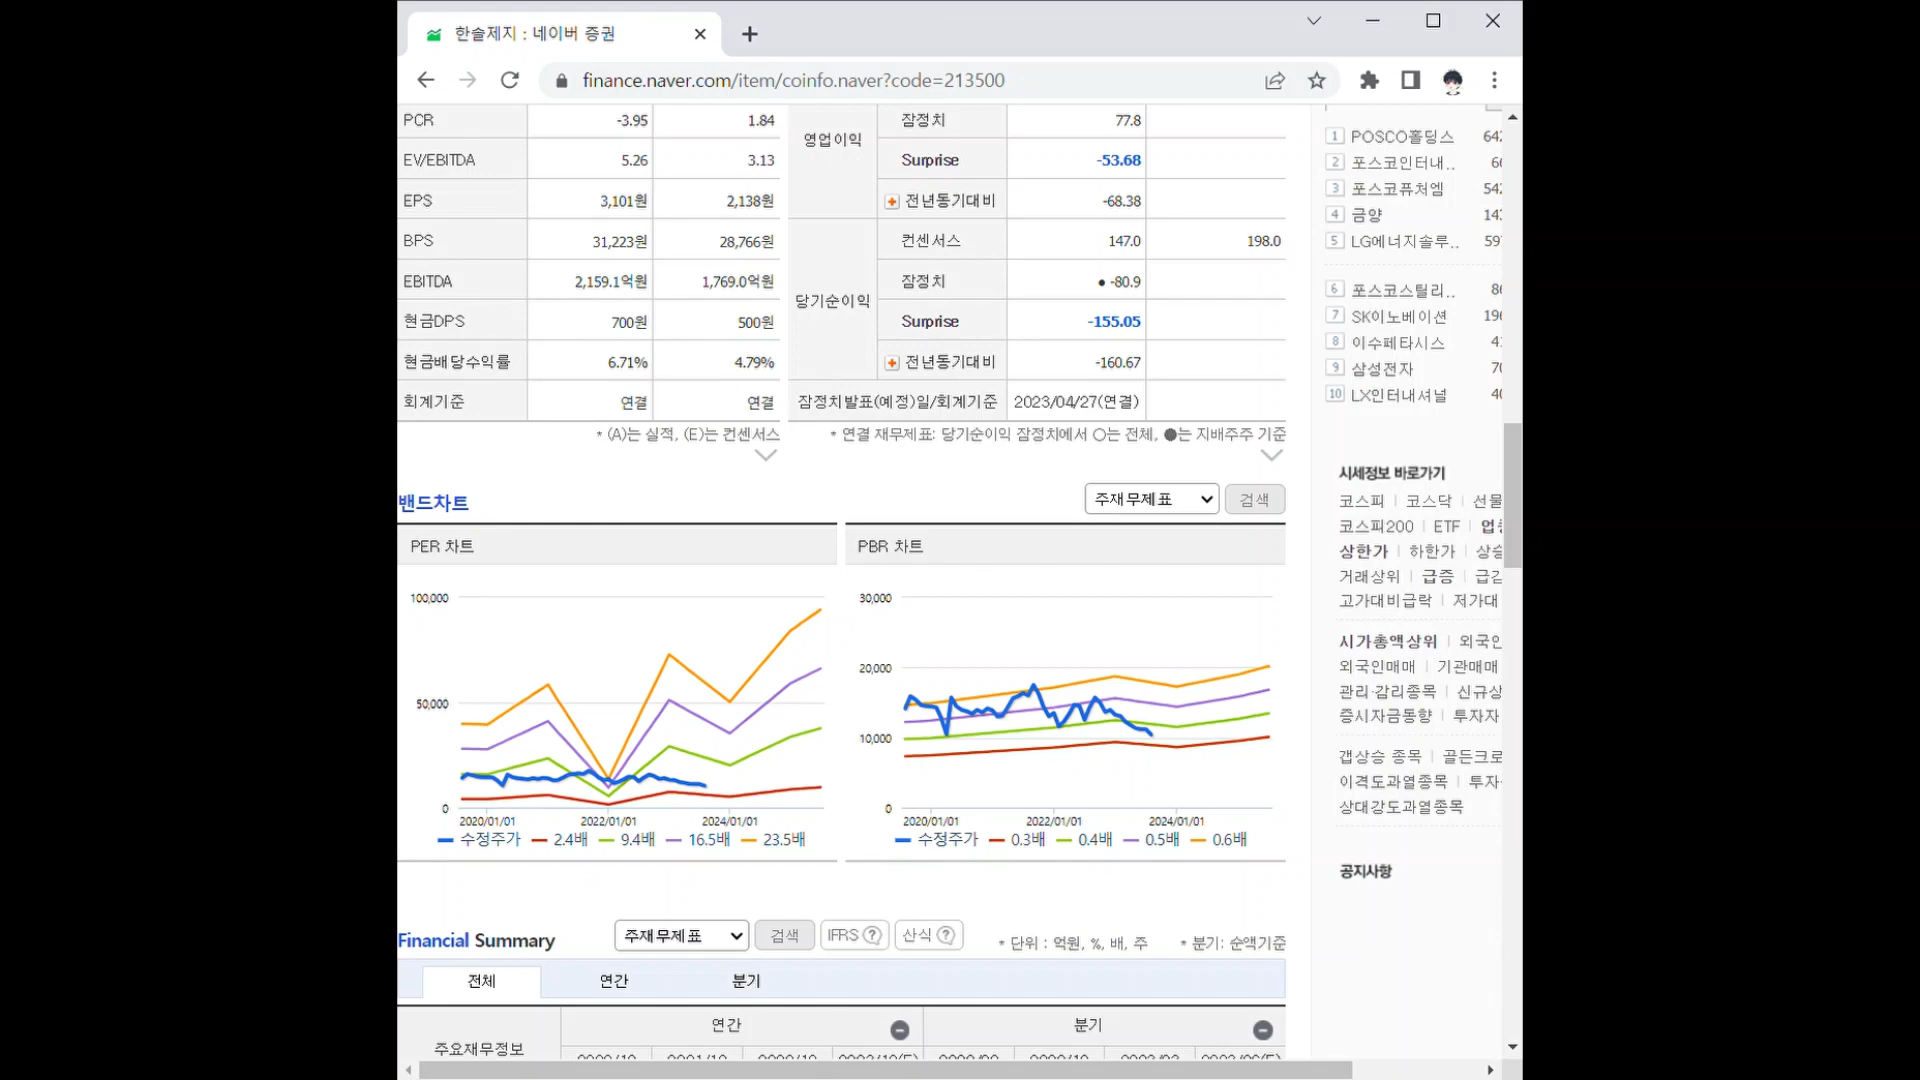 한솔제지 : 네이버 증권
finance.naver.com/item/coinfo.naver?code=213500
PCR -3.95 1.84
EV/EBITDA 5.26 3.13
EPS 3,101원 2,138원
BPS 31,223원 28,766원
EBITDA 2,159.1억원 1,769.0억원
현금DPS 700원 500원
현금배당수익률 6.71% 4.79%
회계기준 연결 연결
* (A)는 실적, (E)는 컨센서스
영업이익
잠정치 77.8
Surprise -53.68
전년동기대비 -68.38
당기순이익
컨센서스 147.0 198.0
잠정치 ● -80.9
Surprise -155.05
전년동기대비 -160.67
잠정치발표(예정)일/회계기준 2023/04/27(연결)
* 연결 재무제표: 당기순이익 잠정치에서 ○는 전체, ●는 지배주주 기준
밴드차트
주재무제표 검색
PER 차트
100,000
50,000
0
2020/01/01 2022/01/01 2024/01/01
수정주가 2.4배 9.4배 16.5배 23.5배
PBR 차트
30,000
20,000
10,000
0
2020/01/01 2022/01/01 2024/01/01
수정주가 0.3배 0.4배 0.5배 0.6배
Financial Summary
주재무제표 검색 IFRS ? 산식 ?
* 단위 : 억원, %, 배, 주 * 분기: 순액기준
전체 연간 분기
주요재무정보
연간 분기
1 POSCO홀딩스
2 포스코인터내..
3 포스코퓨처엠
4 금양
5 LG에너지솔루..
6 포스코스틸리..
7 SK이노베이션
8 이수페타시스
9 삼성전자
10 LX인터내셔널
시세정보 바로가기
코스피 | 코스닥 | 선물
코스피200 | ETF |
상한가 | 하한가 | 상승
거래상위 | 급증 | 급감
고가대비급락 | 저가대
시가총액상위 | 외국인
외국인매매 | 기관매매
관리·감리종목 | 신규상
증시자금동향 | 투자자
갭상승 종목 | 골든크로
이격도과열종목 | 투자
상대강도과열종목
공지사항